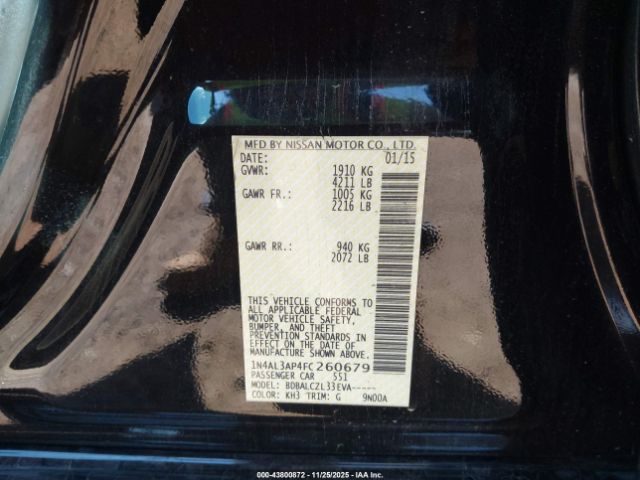 MFD BY NISSAN MOTOR CO., LTD.
DATE: 01/15
GVWR: 1910 KG
4211 LB
GAWR FR.: 1005 KG
2216 LB
GAWR RR.: 940 KG
2072 LB
THIS VEHICLE CONFORMS TO
ALL APPLICABLE FEDERAL
MOTOR VEHICLE SAFETY,
BUMPER, AND THEFT
PREVENTION STANDARDS IN
EFFECT ON THE DATE OF
MANUFACTURE SHOWN ABOVE.
1N4AL3AP4FC260679
PASSENGER CAR 551
MODEL: BDBALCZL33EVA-----
COLOR: KH3 TRIM: G 9N00A
000-43800872 - 11/25/2025 - IAA Inc.